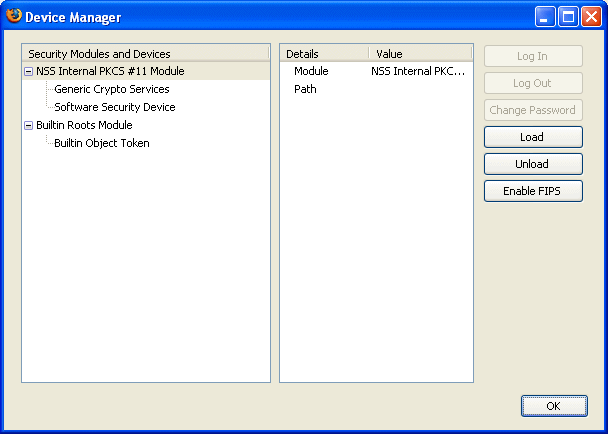 Device Manager
Security Modules and Devices
NSS Internal PKCS #11 Module
Generic Crypto Services
Software Security Device
Builtin Roots Module
Builtin Object Token
Details Value
Module NSS Internal PKC...
Path
Log In
Log Out
Change Password
Load
Unload
Enable FIPS
OK